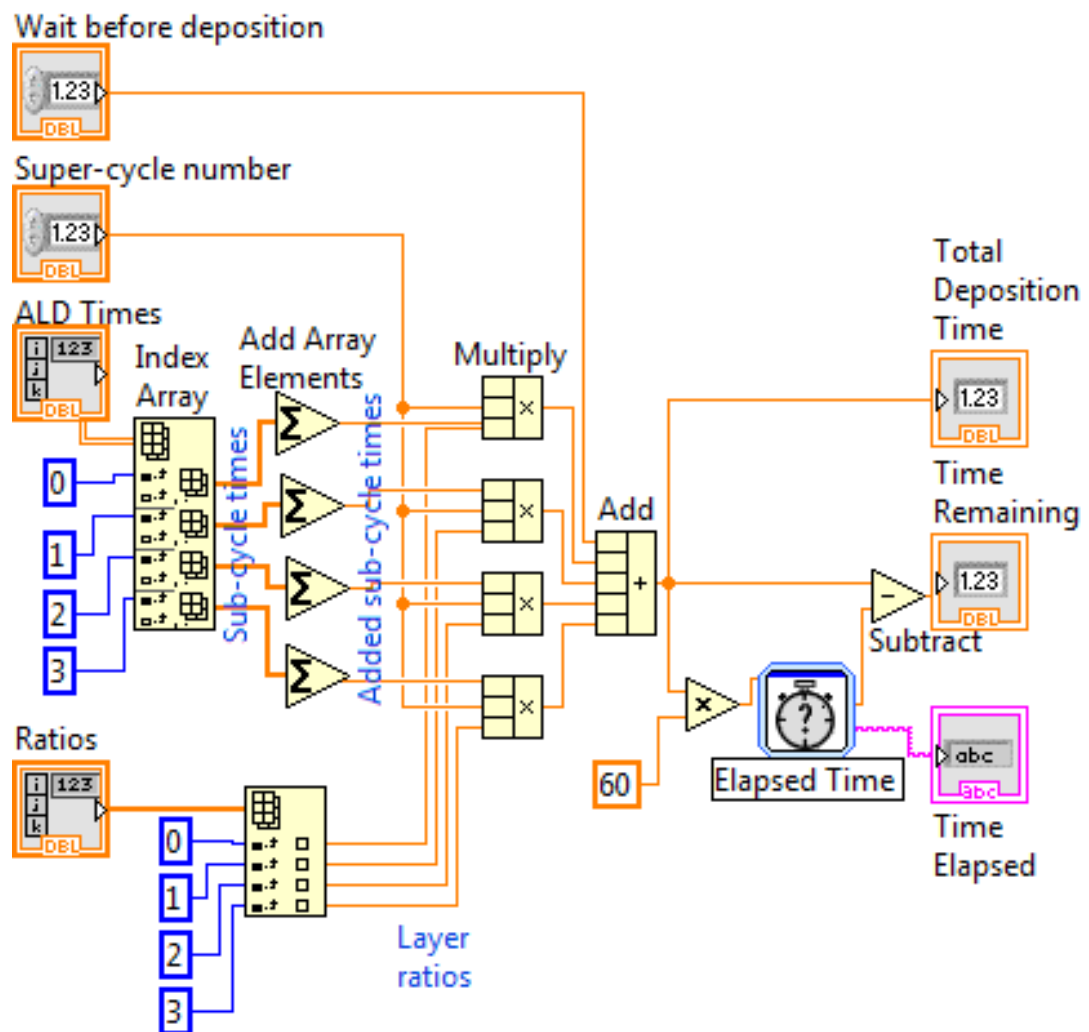 Wait before deposition
1.23
DBL
Super-cycle number
1.23
DBL
ALD Times
i
j
k
123
DBL
Index
Array
Add Array
Elements
Multiply
Σ
Σ
Σ
Σ
0
1
2
3
Sub-cycle times
Added sub-cycle times
×
×
×
×
Add
+
Total
Deposition
Time
1.23
DBL
Time
Remaining
1.23
DBL
−
Subtract
×
60
?
Elapsed Time
abc
abc
Time
Elapsed
Ratios
i
j
k
123
DBL
0
1
2
3
Layer
ratios